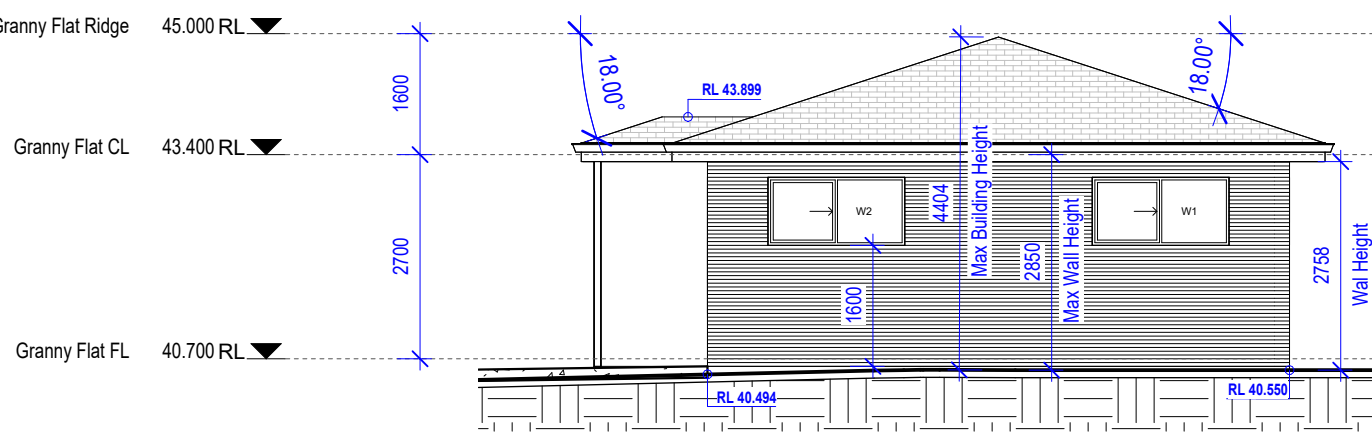 Granny Flat Ridge 45.000 RL
18.00°
18.00°
RL 43.899
1600
Granny Flat CL 43.400 RL
2700
W2
W1
4404
Max Building Height
2850
Max Wall Height
2758
Wal Height
1600
Granny Flat FL 40.700 RL
RL 40.494
RL 40.550